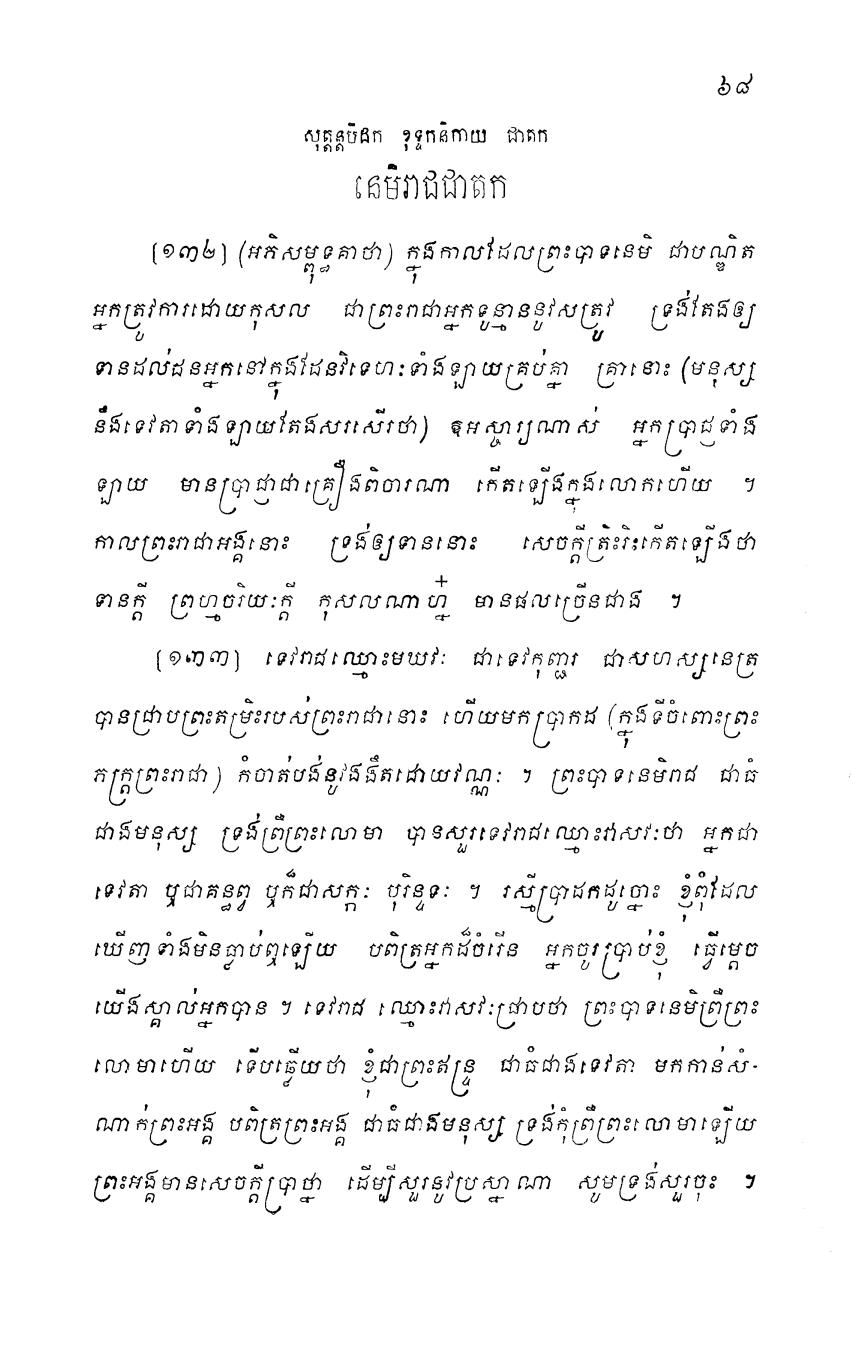 ៦៨
សុត្តន្តបិដក ខុទ្ទកនិកាយ ជាតក
នេមិរាជជាតក
[១៣២] (អភិសម្ពុទ្ធគាថា) ក្នុងកាលដែលព្រះបាទនេមិ ជាបណ្ឌិត
អ្នកត្រូវការដោយកុសល ជាព្រះរាជាអ្នកទូន្មាននូវសត្រូវ ទ្រង់តែងឲ្យ
ទានដល់ជនអ្នកនៅក្នុងដែនវិទេហៈទាំងឡាយគ្រប់គ្នា គ្រានោះ (មនុស្ស
នឹងទេវតាទាំងឡាយតែងសរសើរថា) ឱអស្ចារ្យណាស់ អ្នកប្រាជ្ញទាំង
ឡាយ មានប្រាជ្ញាជាគ្រឿងពិចារណា កើតឡើងក្នុងលោកហើយ ។
កាលព្រះរាជាអង្គនោះ ទ្រង់ឲ្យទាននោះ សេចក្តីត្រិះរិះកើតឡើងថា
ទានក្តី ព្រហ្មចរិយៈក្តី កុសលណាហ្ន៎ មានផលច្រើនជាង ។
[១៣៣] ទេវរាជឈ្មោះមឃវៈ ជាទេវកុញ្ជរ ជាសហស្សនេត្រ
បានជ្រាបព្រះតម្រិះរបស់ព្រះរាជានោះ ហើយមកប្រាកដ (ក្នុងទីចំពោះព្រះ
ភក្ត្រព្រះរាជា) កំចាត់បង់នូវងងឹតដោយវណ្ណៈ ។ ព្រះបាទនេមិរាជ ជាធំ
ជាងមនុស្ស ទ្រង់ព្រឺព្រះលោមា បានសួរទេវរាជឈ្មោះវាសវៈថា អ្នកជា
ទេវតា ឬជាគន្ធព្វ ឬក៏ជាសក្កៈ បុរិន្ទទៈ ។ រស្មីប្រាដកដូច្នោះ ខ្ញុំពុំដែល
ឃើញទាំងមិនធ្លាប់ឮឡើយ បពិត្រអ្នកដ៏ចំរើន អ្នកចូរប្រាប់ខ្ញុំ ធ្វើម្តេច
យើងស្គាល់អ្នកបាន ។ ទេវរាជ ឈ្មោះវាសវៈជ្រាបថា ព្រះបាទនេមិព្រឺព្រះ
លោមាហើយ ទើបឆ្លើយថា ខ្ញុំជាព្រះឥន្ទ្រ ជាធំជាងទេវតា មកកាន់សំ-
ណាក់ព្រះអង្គ បពិត្រព្រះអង្គ ជាធំជាងមនុស្ស ទ្រង់កុំព្រឺព្រះលោមាឡើយ
ព្រះអង្គមានសេចក្តីប្រាថ្នា ដើម្បីសួរនូវប្រស្នាណា សូមទ្រង់សួរចុះ ។